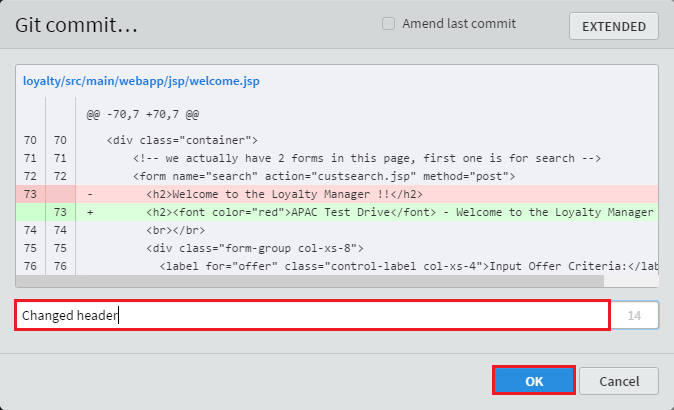 Git commit...
Amend last commit
EXTENDED
loyalty/src/main/webapp/jsp/welcome.jsp
@@ -70,7 +70,7 @@
70 70 <div class="container">
71 71 <!-- we actually have 2 forms in this page, first one is for search -->
72 72 <form name="search" action="custsearch.jsp" method="post">
73 - <h2>Welcome to the Loyalty Manager !!</h2>
73 + <h2><font color="red">APAC Test Drive</font> - Welcome to the Loyalty Manager
74 74 <br></br>
75 75 <div class="form-group col-xs-8">
76 76 <label for="offer" class="control-label col-xs-4">Input Offer Criteria:</lab
Changed header 14
OK Cancel